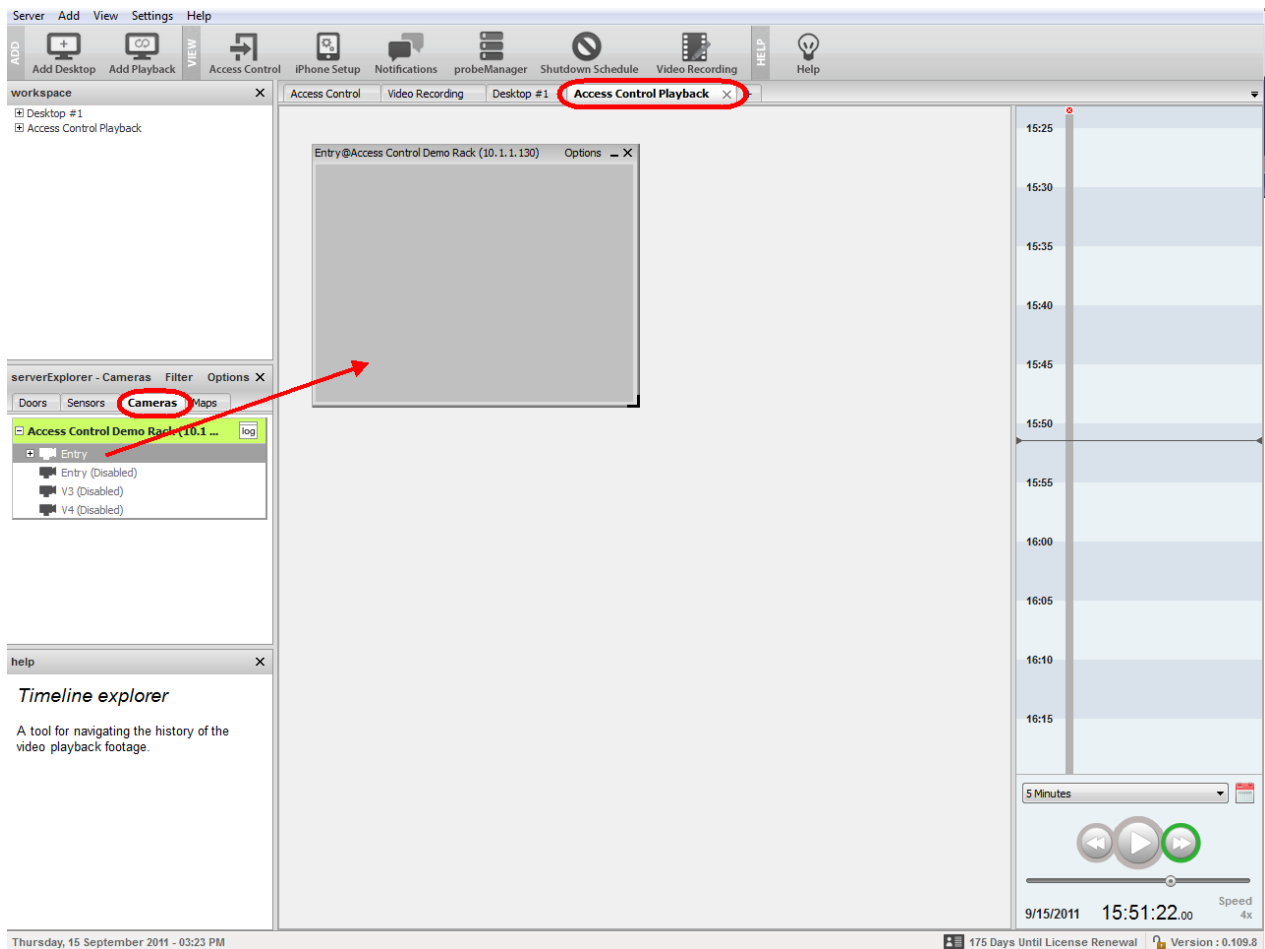 Server Add View Settings Help
ADD
Add Desktop Add Playback
VIEW
Access Control iPhone Setup Notifications probeManager Shutdown Schedule Video Recording
HELP
Help
workspace
Desktop #1
Access Control Playback
Access Control Video Recording Desktop #1 Access Control Playback
Entry@Access Control Demo Rack (10.1.1.130) Options
serverExplorer - Cameras Filter Options
Doors Sensors Cameras Maps
Access Control Demo Rack (10.1 ... log
Entry
Entry (Disabled)
V3 (Disabled)
V4 (Disabled)
help
Timeline explorer
A tool for navigating the history of the
video playback footage.
15:25
15:30
15:35
15:40
15:45
15:50
15:55
16:00
16:05
16:10
16:15
5 Minutes
Speed
9/15/2011 15:51:22.00 4x
Thursday, 15 September 2011 - 03:23 PM 175 Days Until License Renewal Version : 0.109.8